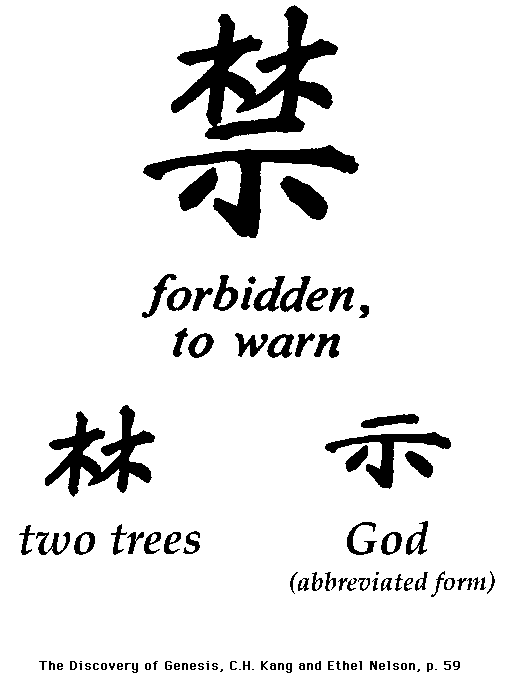 禁
forbidden,
to warn
林 示
two trees God
(abbreviated form)
The Discovery of Genesis, C.H. Kang and Ethel Nelson, p. 59